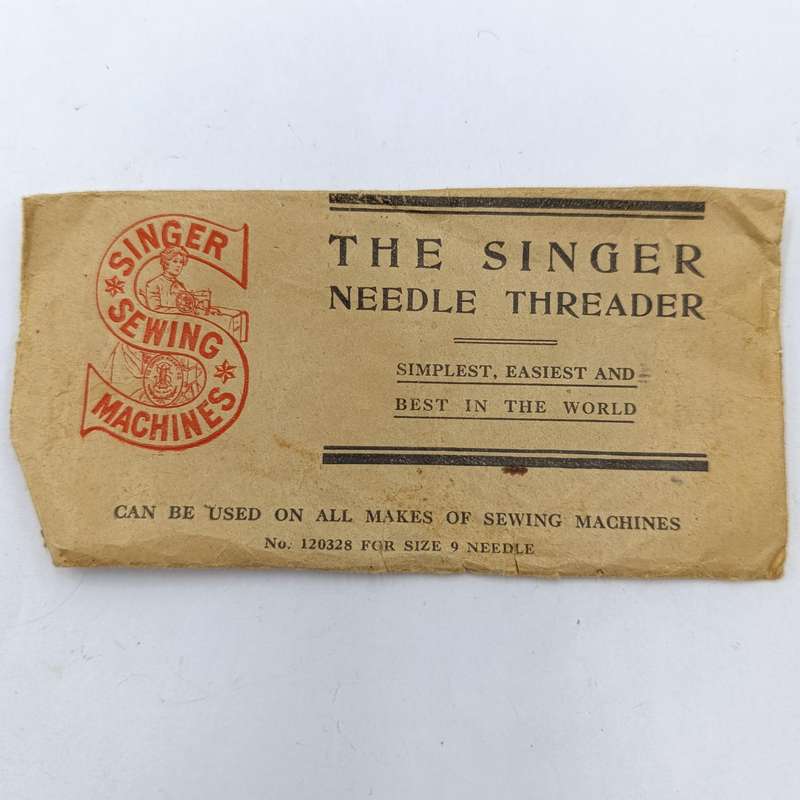 SINGER
SEWING
MACHINES
THE SINGER
NEEDLE THREADER
SIMPLEST, EASIEST AND
BEST IN THE WORLD
CAN BE USED ON ALL MAKES OF SEWING MACHINES
No. 120328 FOR SIZE 9 NEEDLE